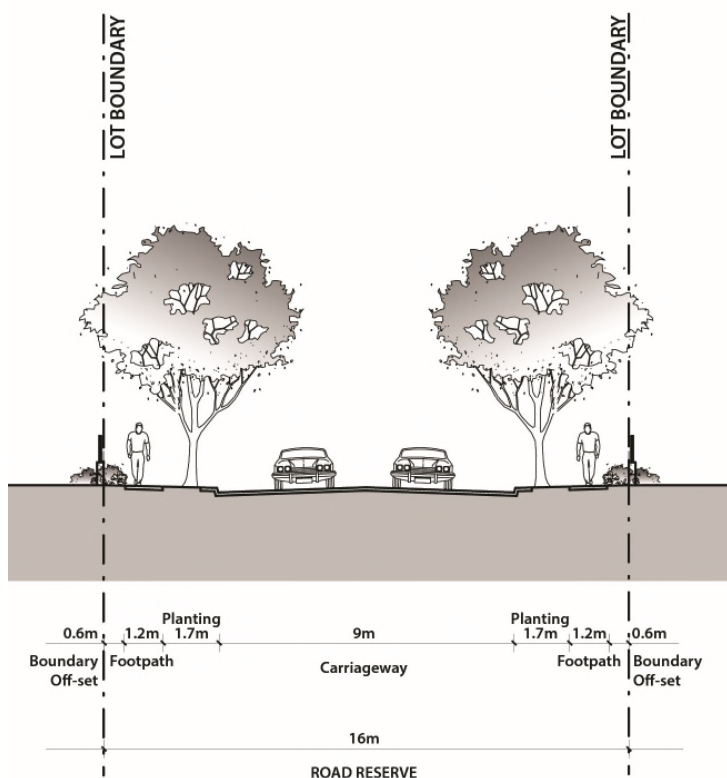 LOT BOUNDARY
LOT BOUNDARY
Planting
Planting
0.6m 1.2m 1.7m 9m 1.7m 1.2m 0.6m
Boundary Off-set
Footpath
Carriageway
Footpath
Boundary Off-set
16m
ROAD RESERVE